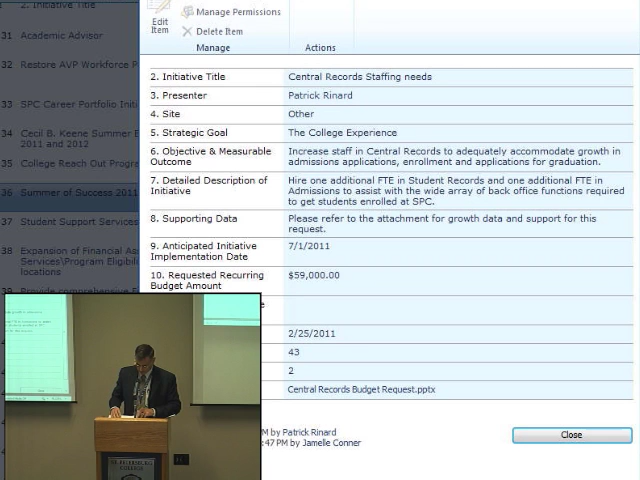 2. Initiative Title
31 Academic Advisor
32 Restore AVP Workforce P
33 SPC Career Portfolio Initi
34 Cecil B. Keene Summer B
2011 and 2012
35 College Reach Out Progra
36 Summer of Success 2011
37 Student Support Services
38 Expansion of Financial Ass
Services\Program Eligibili
locations
39 Provide comprehensive F
Edit
Item
Manage Permissions
Delete Item
Manage
Actions
2. Initiative Title Central Records Staffing needs
3. Presenter Patrick Rinard
4. Site Other
5. Strategic Goal The College Experience
6. Objective & Measurable Increase staff in Central Records to adequately accommodate growth in
Outcome admissions applications, enrollment and applications for graduation.
7. Detailed Description of Hire one additional FTE in Student Records and one additional FTE in
Initiative Admissions to assist with the wide array of back office functions required
to get students enrolled at SPC.
8. Supporting Data Please refer to the attachment for growth data and support for this
request.
9. Anticipated Initiative 7/1/2011
Implementation Date
10. Requested Recurring $59,000.00
Budget Amount
e
2/25/2011
43
2
Central Records Budget Request.pptx
M by Patrick Rinard
:47 PM by Jamelle Conner
Close
ST. PETERSBURG
COLLEGE